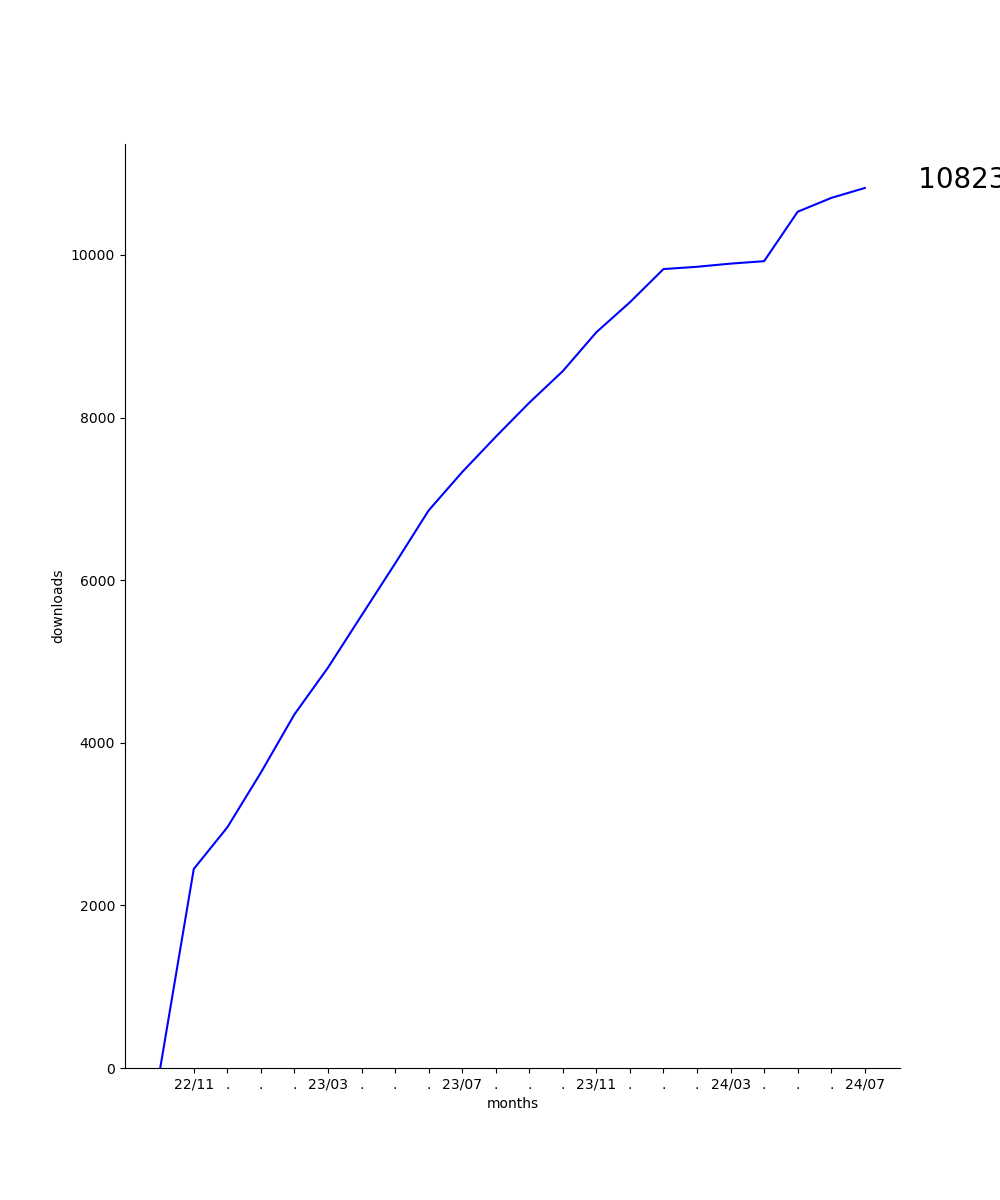 10823
10000
8000
6000
4000
2000
0
downloads
22/11 . . . 23/03 . . . 23/07 . . . 23/11 . . . 24/03 . . . 24/07
months